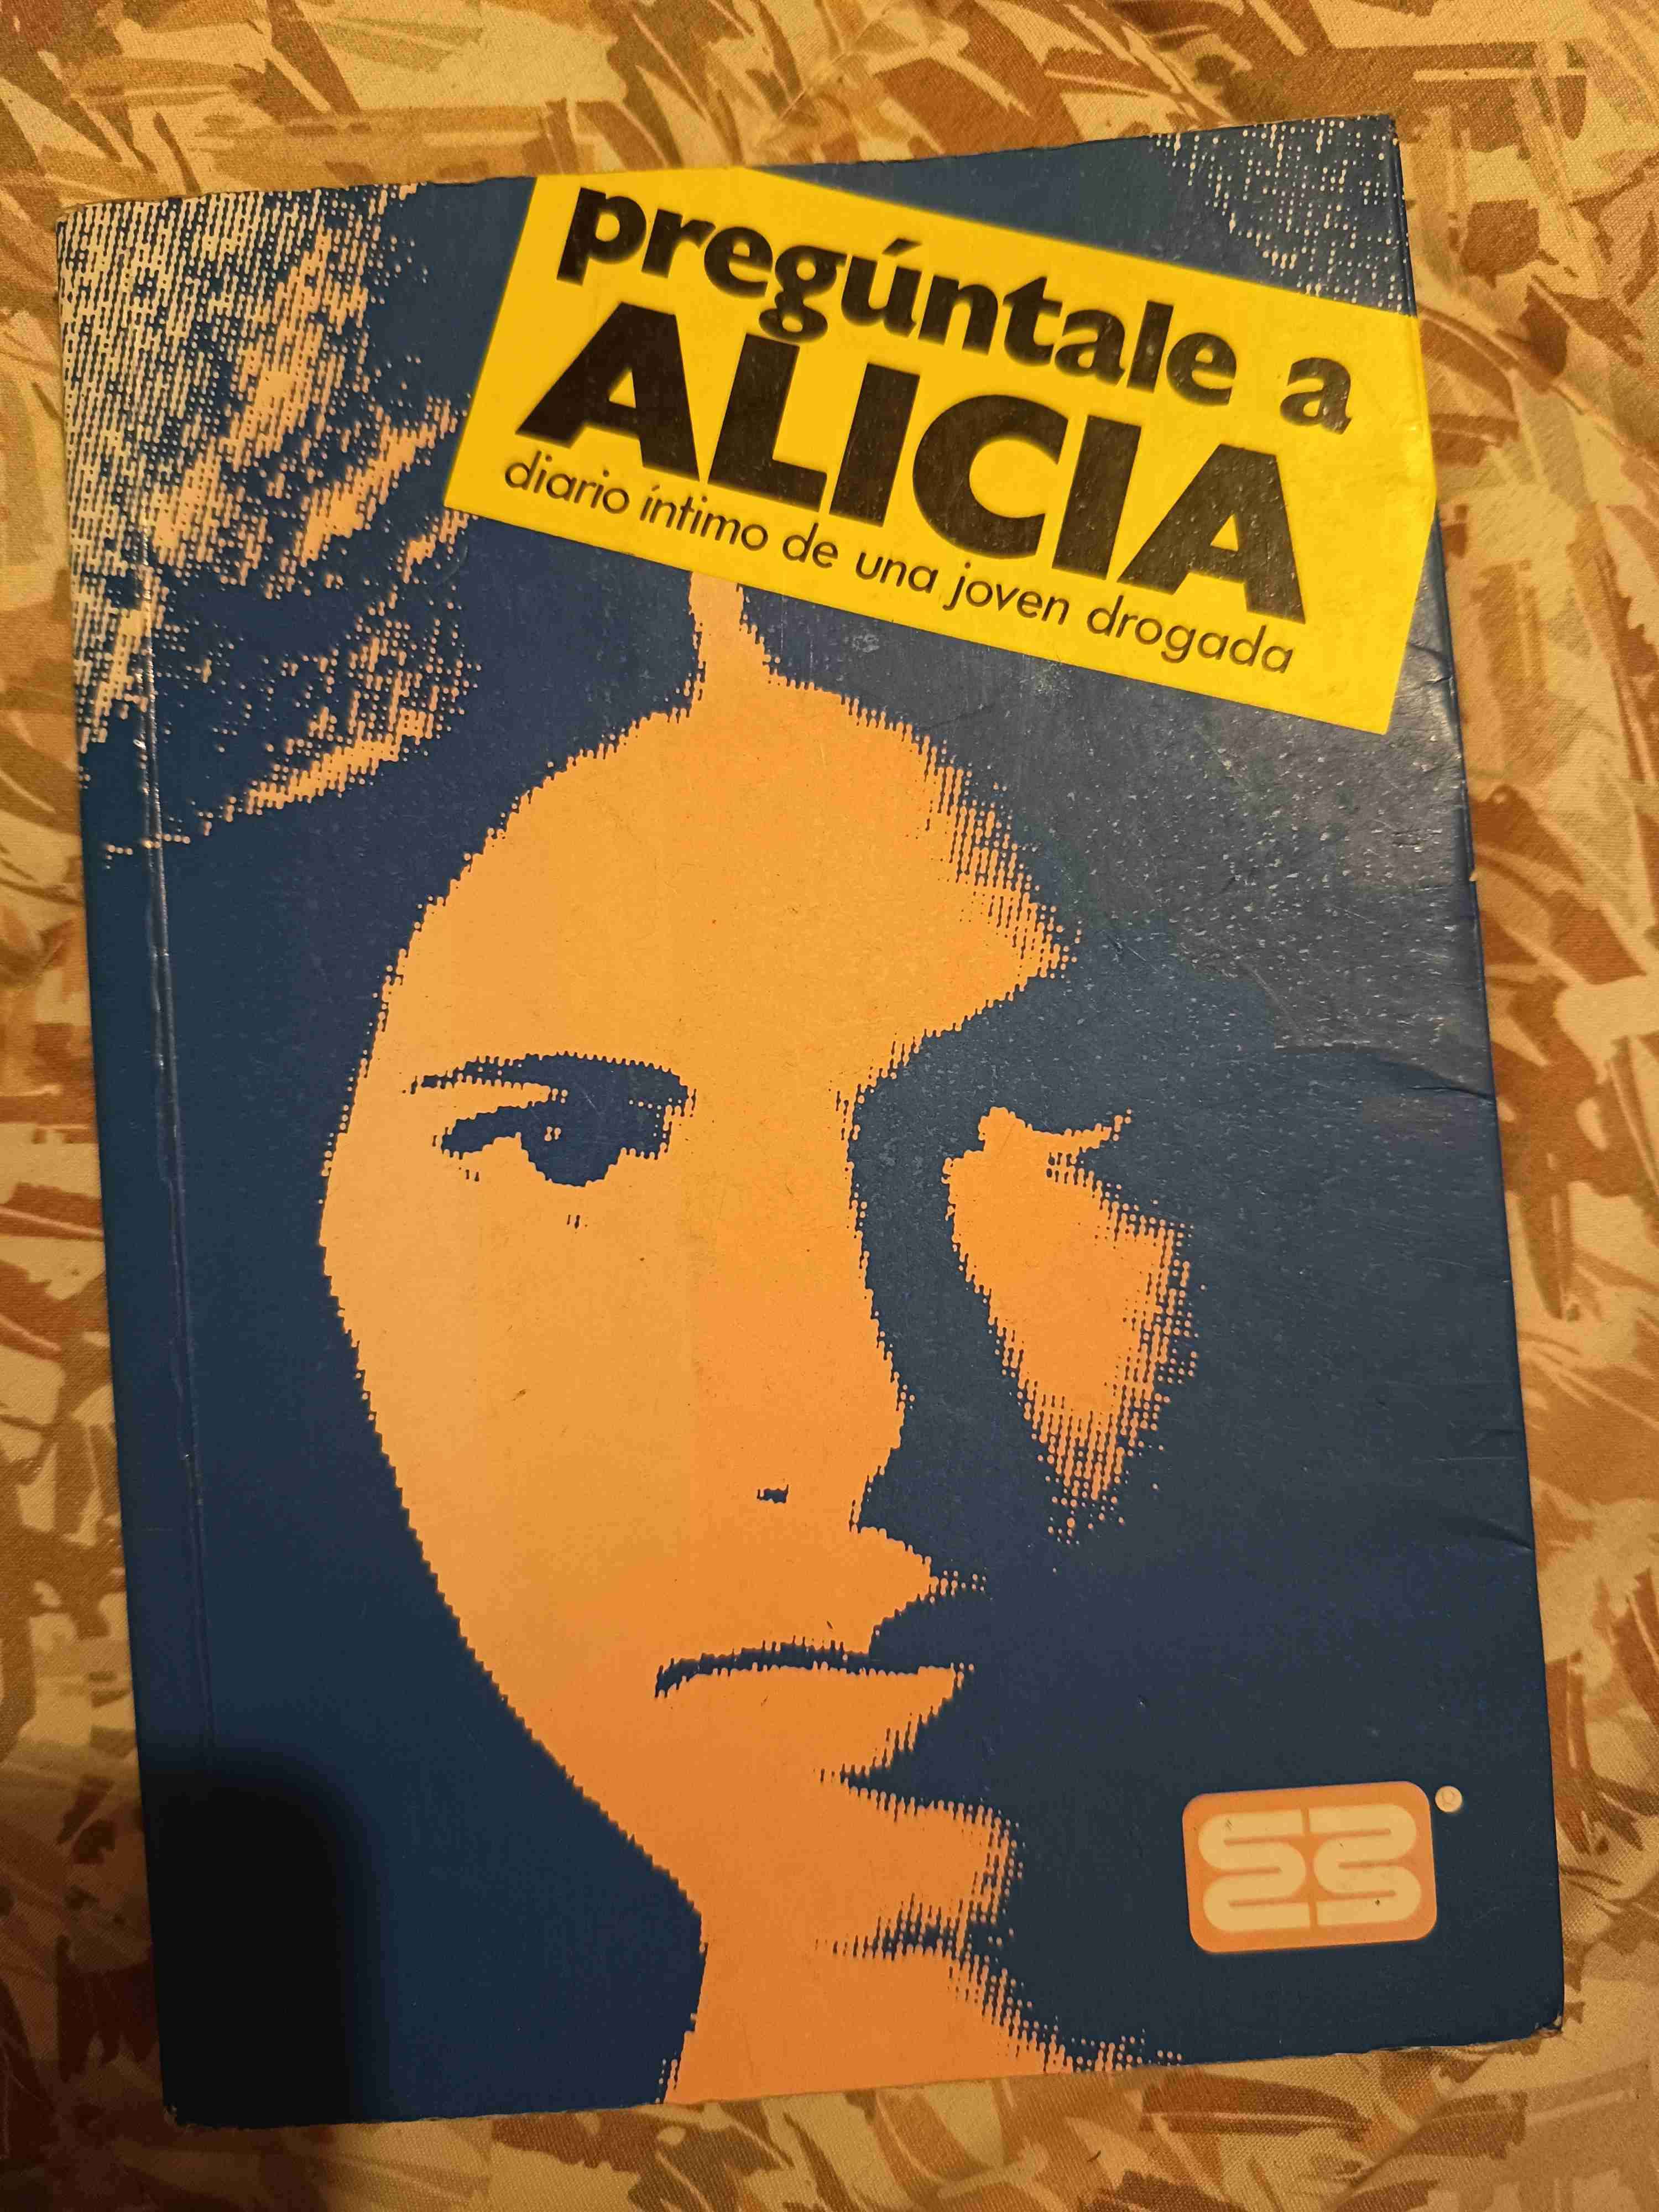 pregúntale a
ALICIA
diario íntimo de una joven drogada